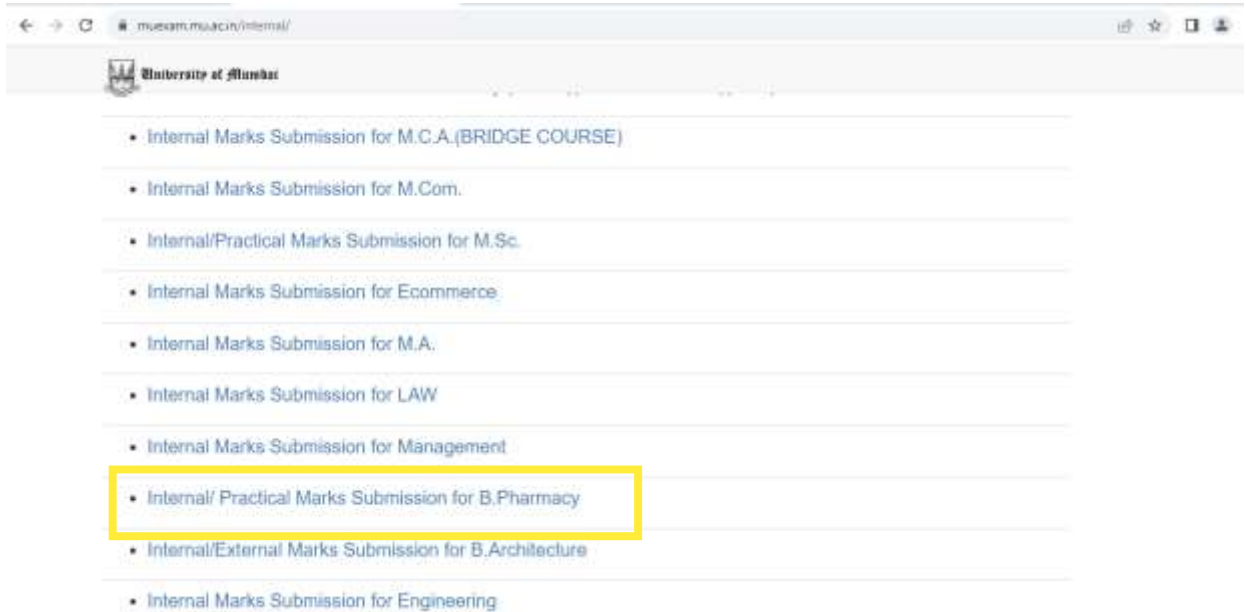 muexam.mu.ac.in/internal/
University of Mumbai
• Internal Marks Submission for M.C.A.(BRIDGE COURSE)
• Internal Marks Submission for M.Com.
• Internal/Practical Marks Submission for M.Sc.
• Internal Marks Submission for Ecommerce
• Internal Marks Submission for M.A.
• Internal Marks Submission for LAW
• Internal Marks Submission for Management
• Internal/ Practical Marks Submission for B.Pharmacy
• Internal/External Marks Submission for B.Architecture
• Internal Marks Submission for Engineering